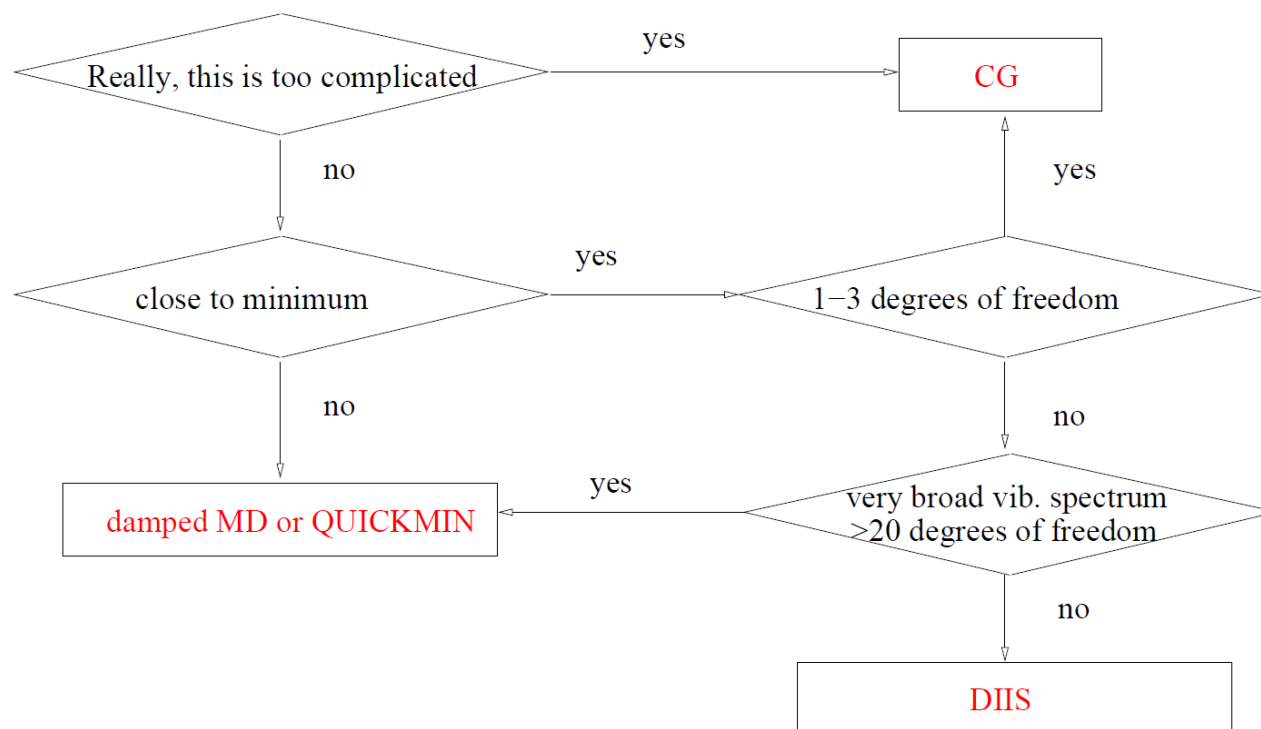 yes
Really, this is too complicated
CG
no
yes
yes
close to minimum
1−3 degrees of freedom
no
no
yes
very broad vib. spectrum
>20 degrees of freedom
damped MD or QUICKMIN
no
DIIS